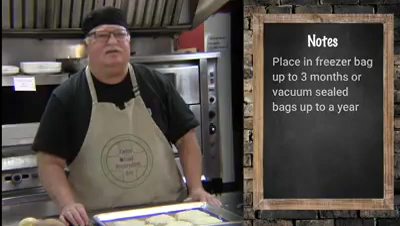 Notes
Place in freezer bag
up to 3 months or
vacuum sealed
bags up to a year